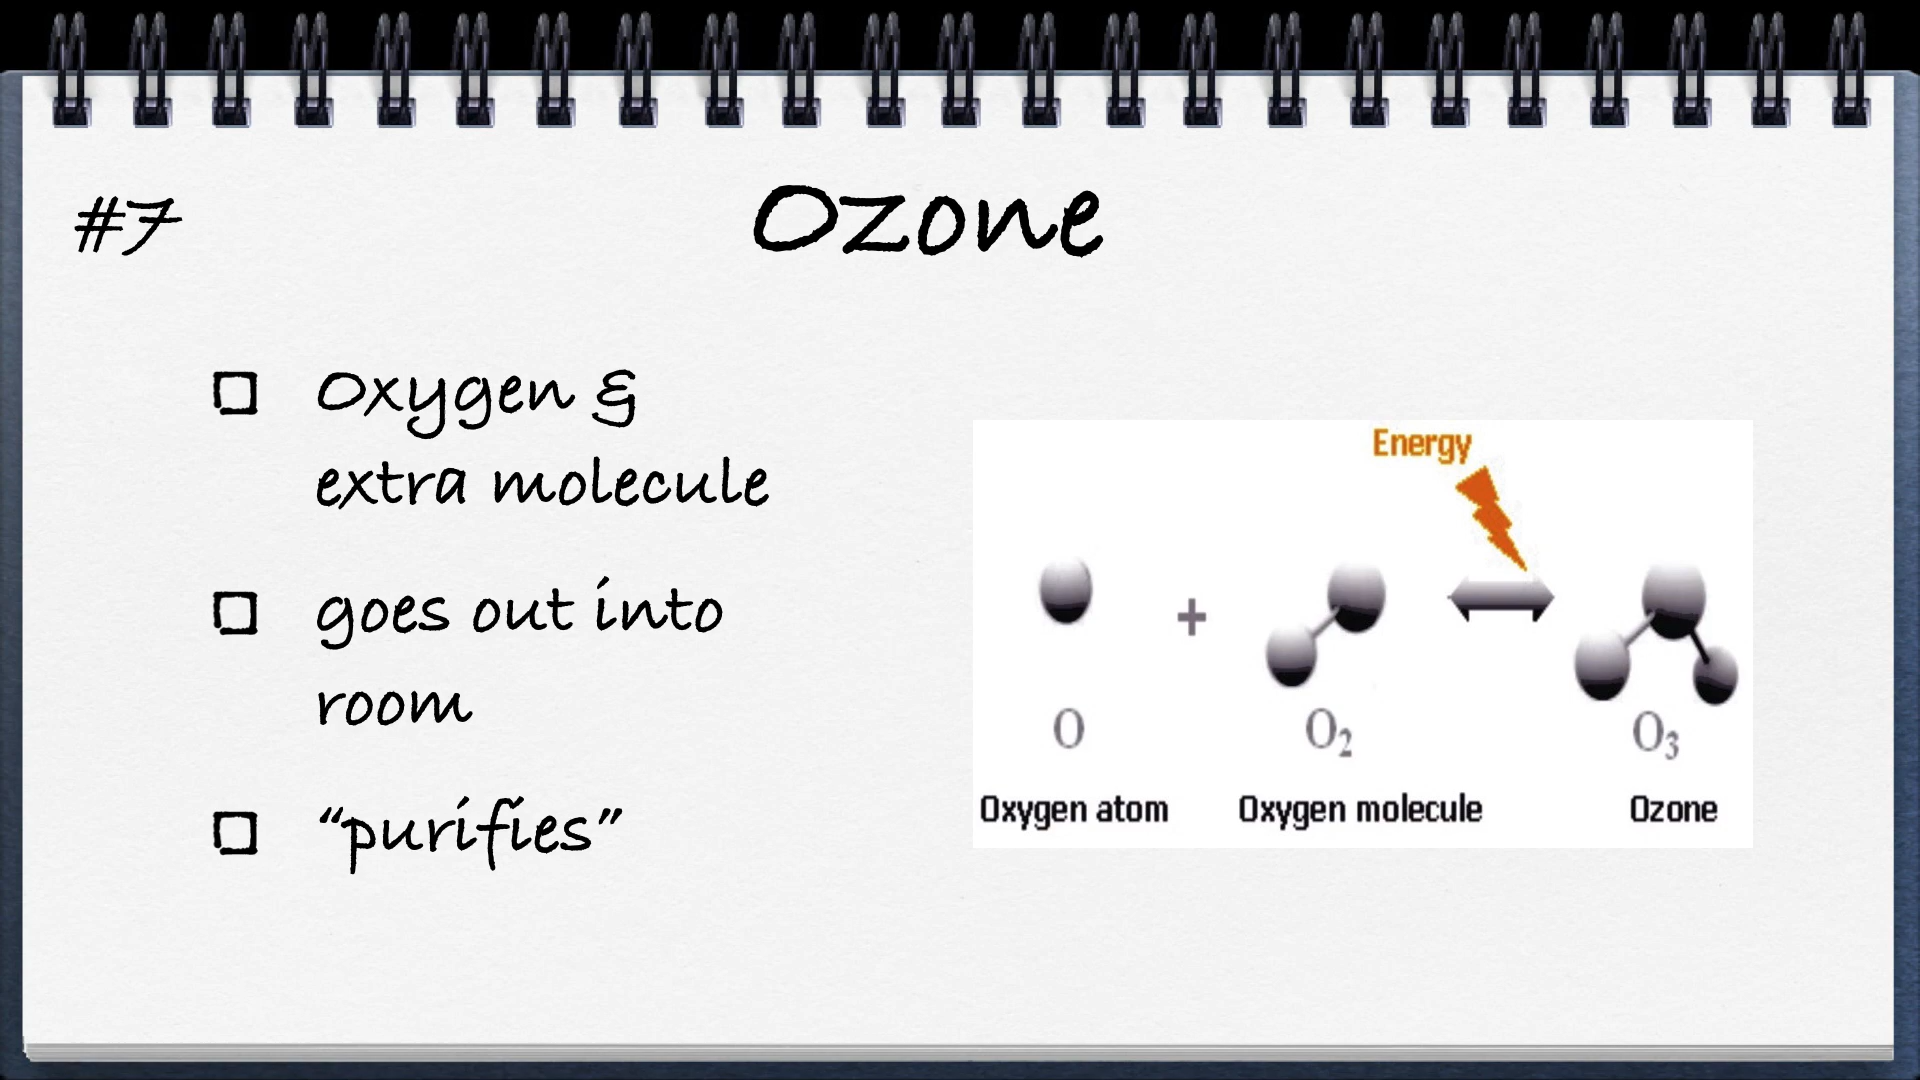 #7
Ozone
Oxygen &
extra molecule
goes out into
room
“purifies”
Energy
+
O
O₂
O₃
Oxygen atom
Oxygen molecule
Ozone